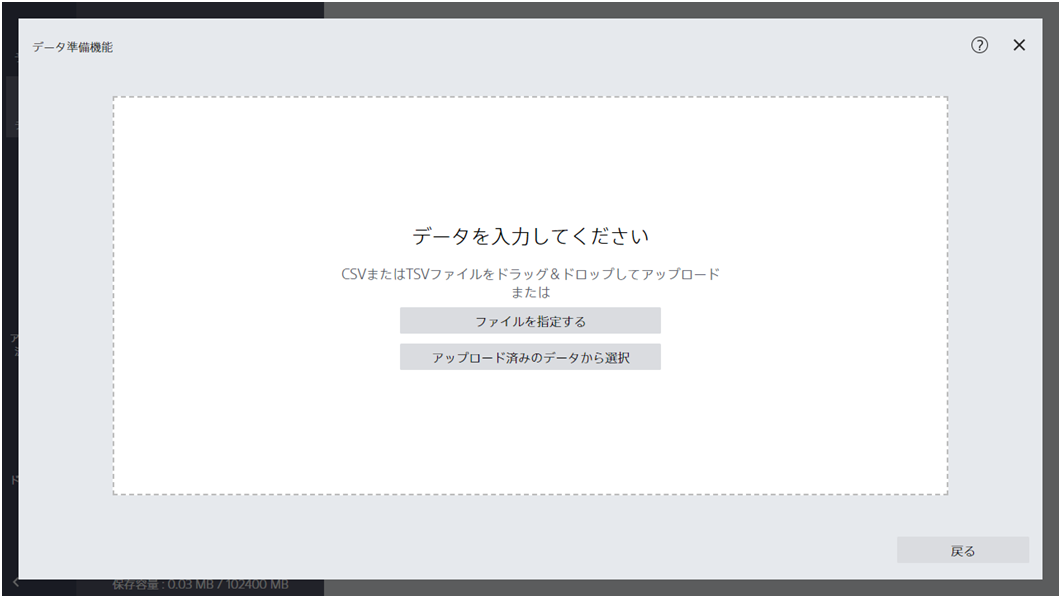 データ準備機能
データを入力してください
CSVまたはTSVファイルをドラッグ＆ドロップしてアップロード
または
ファイルを指定する
アップロード済みのデータから選択
戻る
保存容量 : 0.03 MB / 102400 MB